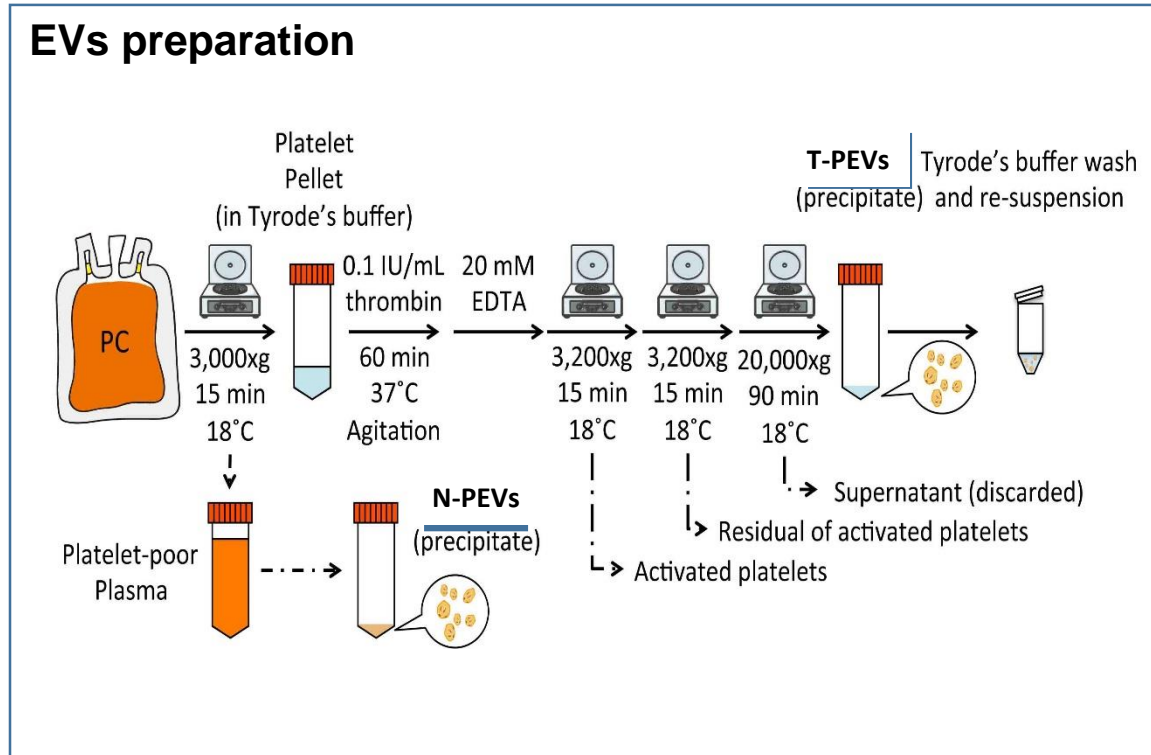 EVs preparation
Platelet
Pellet
(in Tyrode's buffer)
T-PEVs
(precipitate)
Tyrode's buffer wash
and re-suspension
PC
3,000xg
15 min
18˚C
0.1 IU/mL
thrombin
60 min
37˚C
Agitation
20 mM
EDTA
3,200xg
15 min
18˚C
3,200xg
15 min
18˚C
20,000xg
90 min
18˚C
Supernatant (discarded)
Residual of activated platelets
Activated platelets
Platelet-poor
Plasma
N-PEVs
(precipitate)